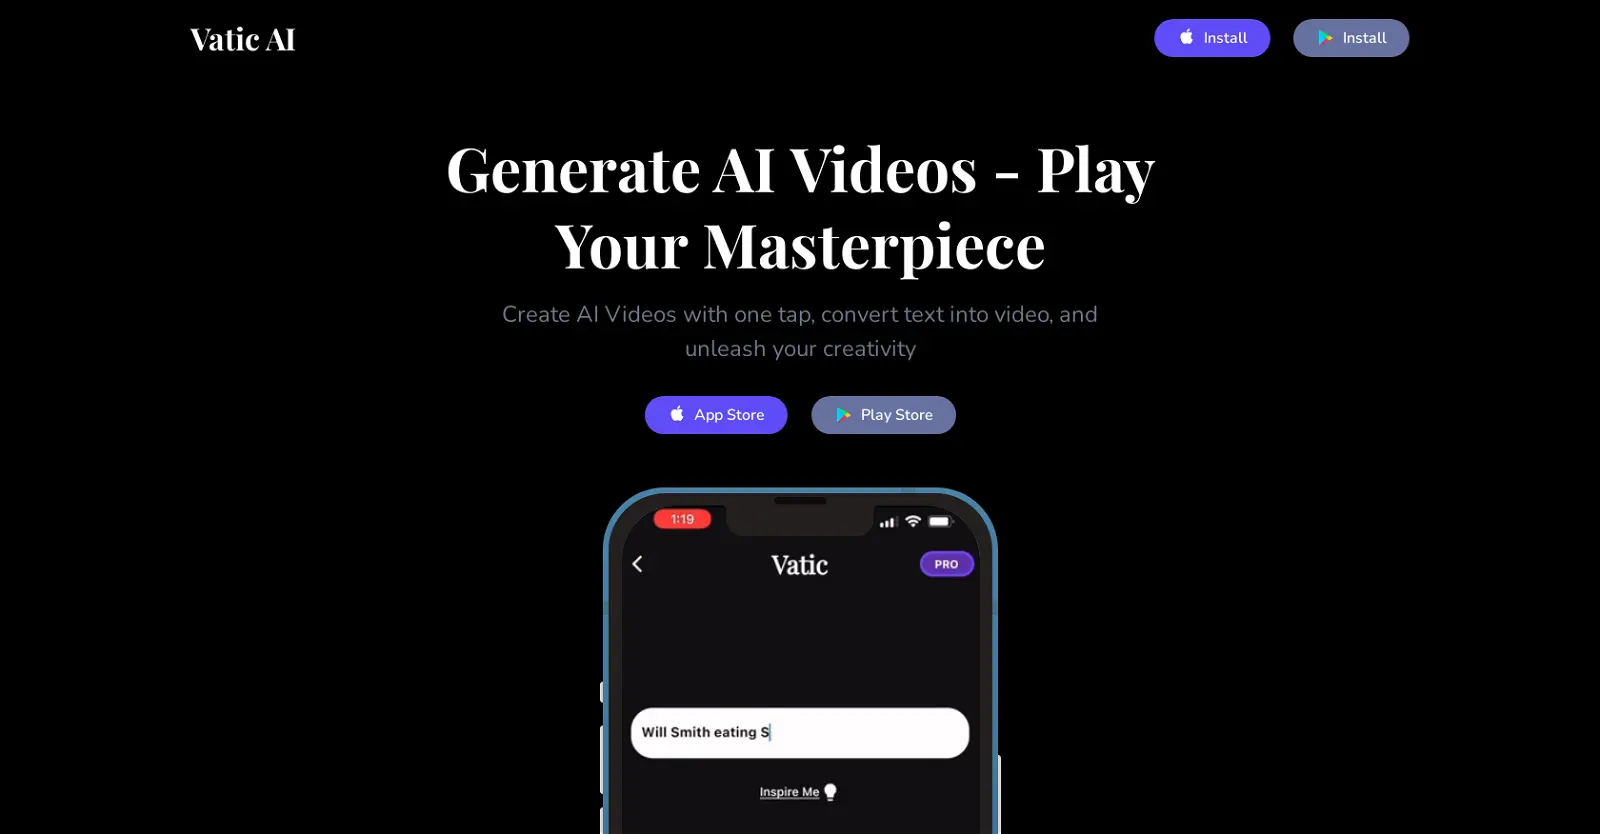 Vatic AI
Install
Install
Generate AI Videos - Play
Your Masterpiece
Create AI Videos with one tap, convert text into video, and
unleash your creativity
App Store
Play Store
1:19
Vatic
PRO
Will Smith eating S
Inspire Me